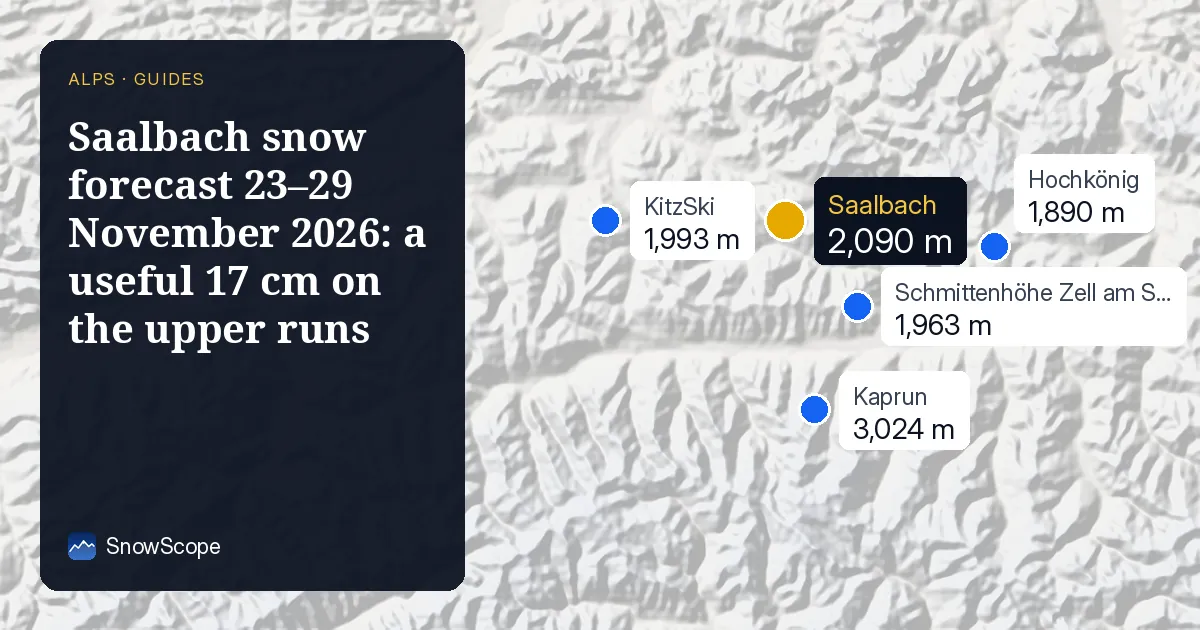 ALPS · GUIDES
Saalbach snow
forecast 23–29
November 2026: a
useful 17 cm on
the upper runs
SnowScope
KitzSki
1,993 m
Saalbach
2,090 m
Hochkönig
1,890 m
Schmittenhöhe Zell am S...
1,963 m
Kaprun
3,024 m